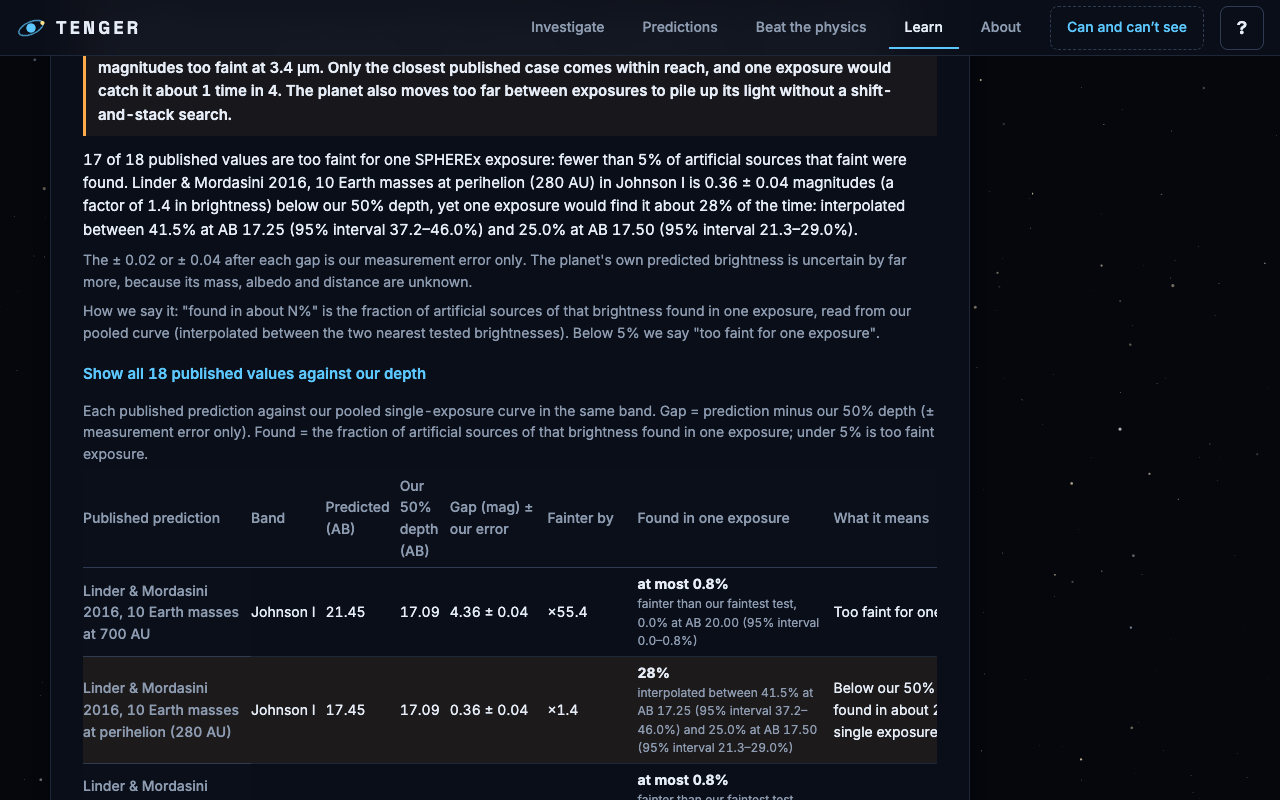 TENGER
Investigate
Predictions
Beat the physics
Learn
About
Can and can't see
?
magnitudes too faint at 3.4 µm. Only the closest published case comes within reach, and one exposure would
catch it about 1 time in 4. The planet also moves too far between exposures to pile up its light without a shift-
and-stack search.
17 of 18 published values are too faint for one SPHEREx exposure: fewer than 5% of artificial sources that faint were
found. Linder & Mordasini 2016, 10 Earth masses at perihelion (280 AU) in Johnson I is 0.36 ± 0.04 magnitudes (a
factor of 1.4 in brightness) below our 50% depth, yet one exposure would find it about 28% of the time: interpolated
between 41.5% at AB 17.25 (95% interval 37.2–46.0%) and 25.0% at AB 17.50 (95% interval 21.3–29.0%).
The ± 0.02 or ± 0.04 after each gap is our measurement error only. The planet's own predicted brightness is uncertain by far
more, because its mass, albedo and distance are unknown.
How we say it: "found in about N%" is the fraction of artificial sources of that brightness found in one exposure, read from our
pooled curve (interpolated between the two nearest tested brightnesses). Below 5% we say "too faint for one exposure".
Show all 18 published values against our depth
Each published prediction against our pooled single-exposure curve in the same band. Gap = prediction minus our 50% depth (±
measurement error only). Found = the fraction of artificial sources of that brightness found in one exposure; under 5% is too faint
exposure.
Published prediction
Band
Predicted
(AB)
Our
50%
depth
(AB)
Gap (mag) ±
our error
Fainter by
Found in one exposure
What it means
Linder & Mordasini
2016, 10 Earth masses
at 700 AU
Johnson I
21.45
17.09
4.36 ± 0.04
×55.4
at most 0.8%
fainter than our faintest test,
0.0% at AB 20.00 (95% interval
0.0–0.8%)
Too faint for one
Linder & Mordasini
2016, 10 Earth masses
at perihelion (280 AU)
Johnson I
17.45
17.09
0.36 ± 0.04
×1.4
28%
interpolated between 41.5% at
AB 17.25 (95% interval 37.2–
46.0%) and 25.0% at AB 17.50
(95% interval 21.3–29.0%)
Below our 50%
found in about 2
single exposure
Linder & Mordasini
at most 0.8%
fainter than our faintest test,